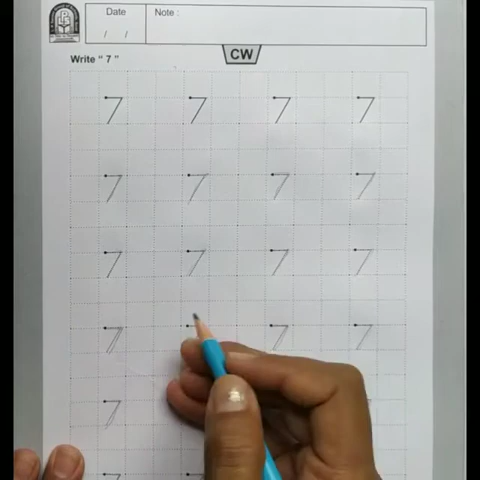 Date
Note :
/ /
CW
Write " 7 "
7 7 7 7
7 7 7 7
7 7 7 7
7 7 7
7